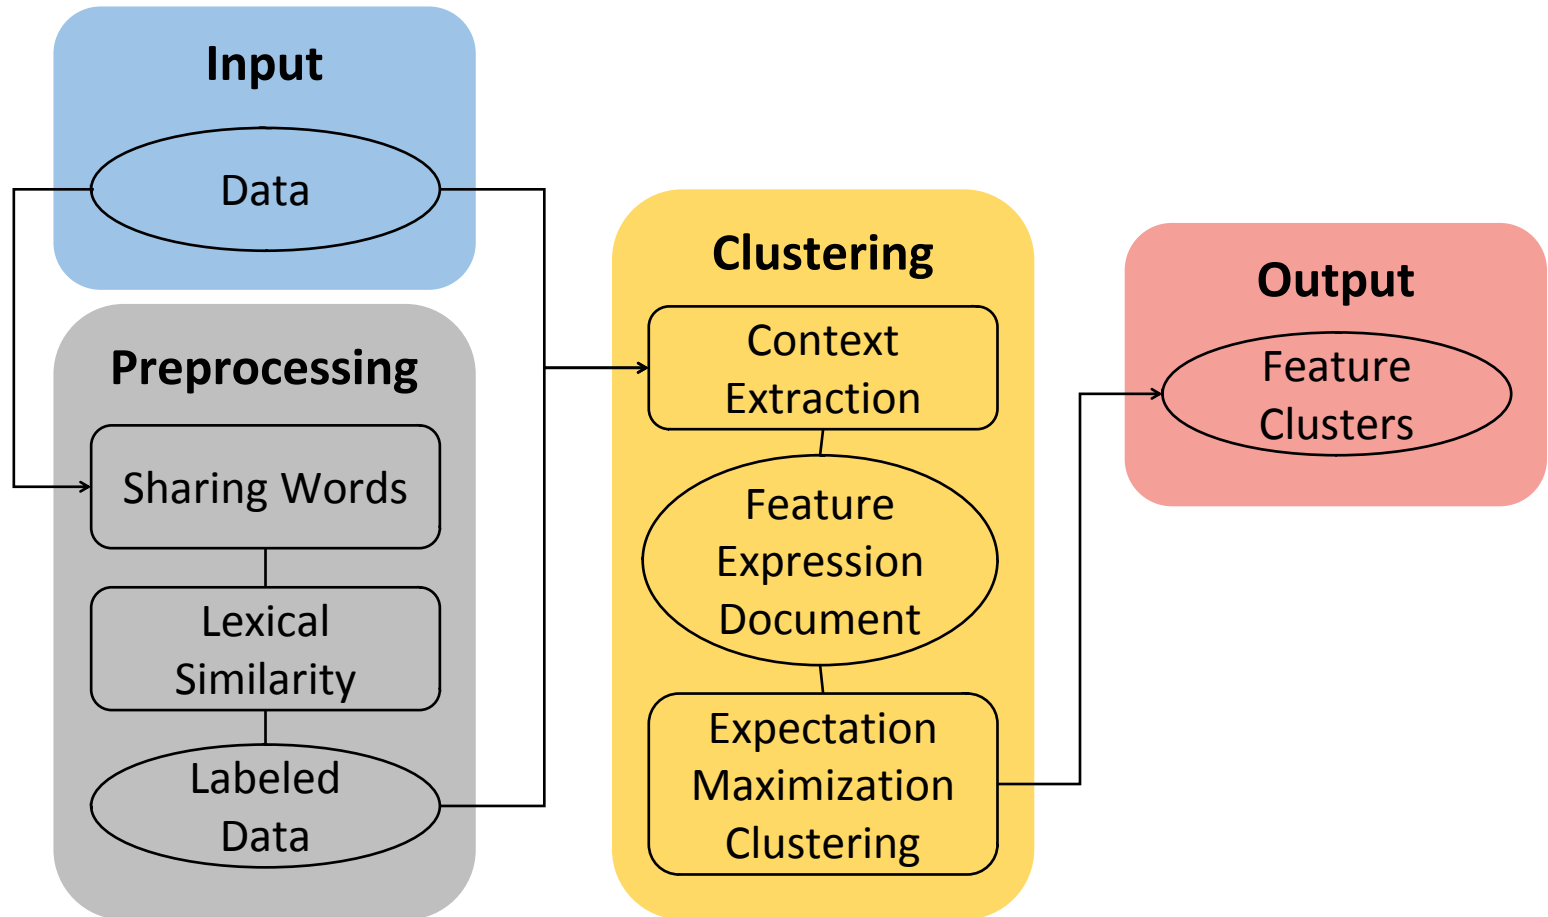 Input
Data
Preprocessing
Sharing Words
Lexical
Similarity
Labeled
Data
Clustering
Context
Extraction
Feature
Expression
Document
Expectation
Maximization
Clustering
Output
Feature
Clusters